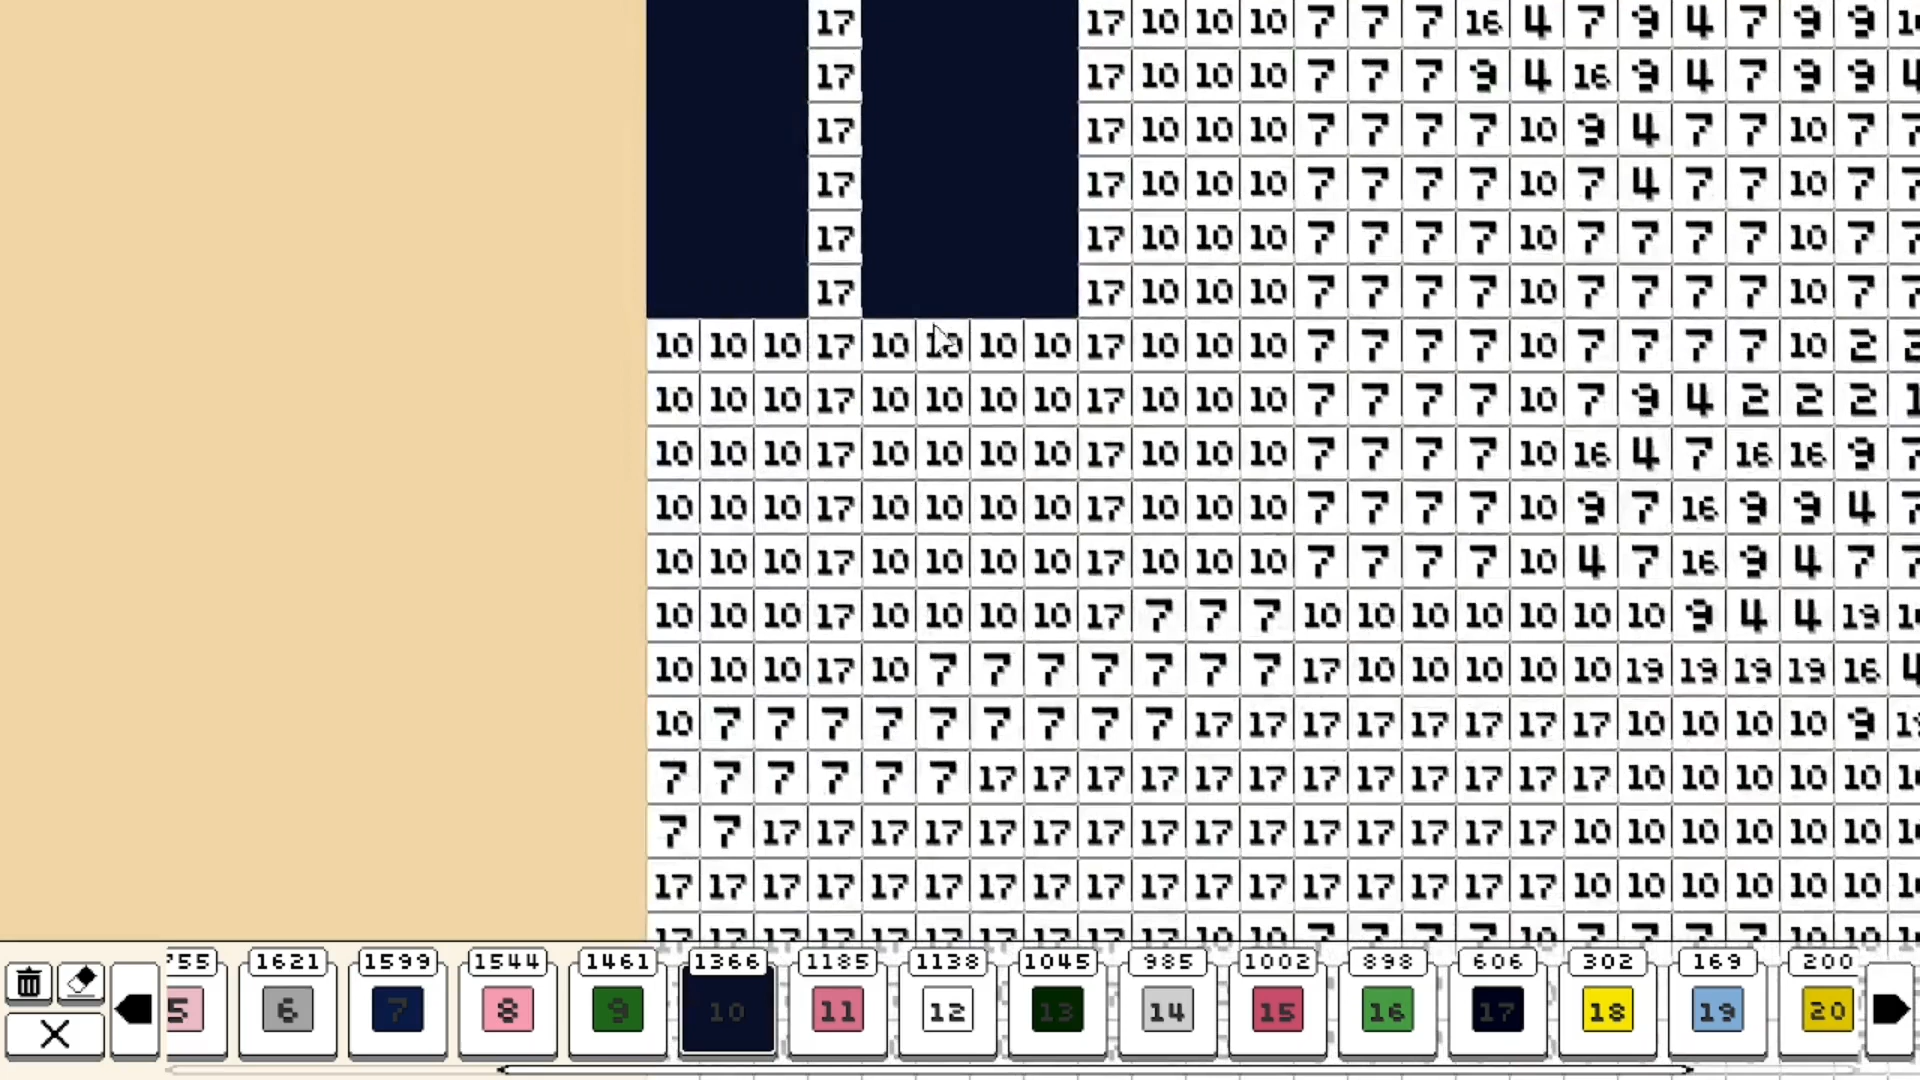 17 17 10 10 10 7 7 7 16 4 7 9 4 7 9 9
17 17 10 10 10 7 7 7 9 4 16 9 4 7 9 9 4
17 17 10 10 10 7 7 7 7 10 9 4 7 7 10 7 7
17 17 10 10 10 7 7 7 7 10 7 4 7 7 10 7 7
17 17 10 10 10 7 7 7 7 10 7 7 7 7 10 7 7
17 17 10 10 10 7 7 7 7 10 7 7 7 7 10 7 7
10 10 10 17 10 10 10 10 17 10 10 10 7 7 7 7 10 7 7 7 7 10 2 2
10 10 10 17 10 10 10 10 17 10 10 10 7 7 7 7 10 7 9 4 2 2 2
10 10 10 17 10 10 10 10 17 10 10 10 7 7 7 7 10 16 4 7 16 16 9 7
10 10 10 17 10 10 10 10 17 10 10 10 7 7 7 7 10 9 7 16 9 9 4 7
10 10 10 17 10 10 10 10 17 10 10 10 7 7 7 7 10 4 7 16 9 4 7 7
10 10 10 17 10 10 10 10 17 7 7 7 10 10 10 10 10 10 10 9 4 4 19
10 10 10 17 10 7 7 7 7 7 7 7 17 10 10 10 10 10 19 19 19 19 16 4
10 7 7 7 7 7 7 7 7 7 17 17 17 17 17 17 17 17 10 10 10 10 9
7 7 7 7 7 7 17 17 17 17 17 17 17 17 17 17 17 17 10 10 10 10 10
7 7 17 17 17 17 17 17 17 17 17 17 17 17 17 17 17 10 10 10 10 10 10
17 17 17 17 17 17 17 17 17 17 17 17 17 17 17 17 17 10 10 10 10 10 10
755 1621 1599 1544 1461 1366 1185 1138 1045 985 1002 898 606 302 169 200
5 6 7 8 9 10 11 12 13 14 15 16 17 18 19 20